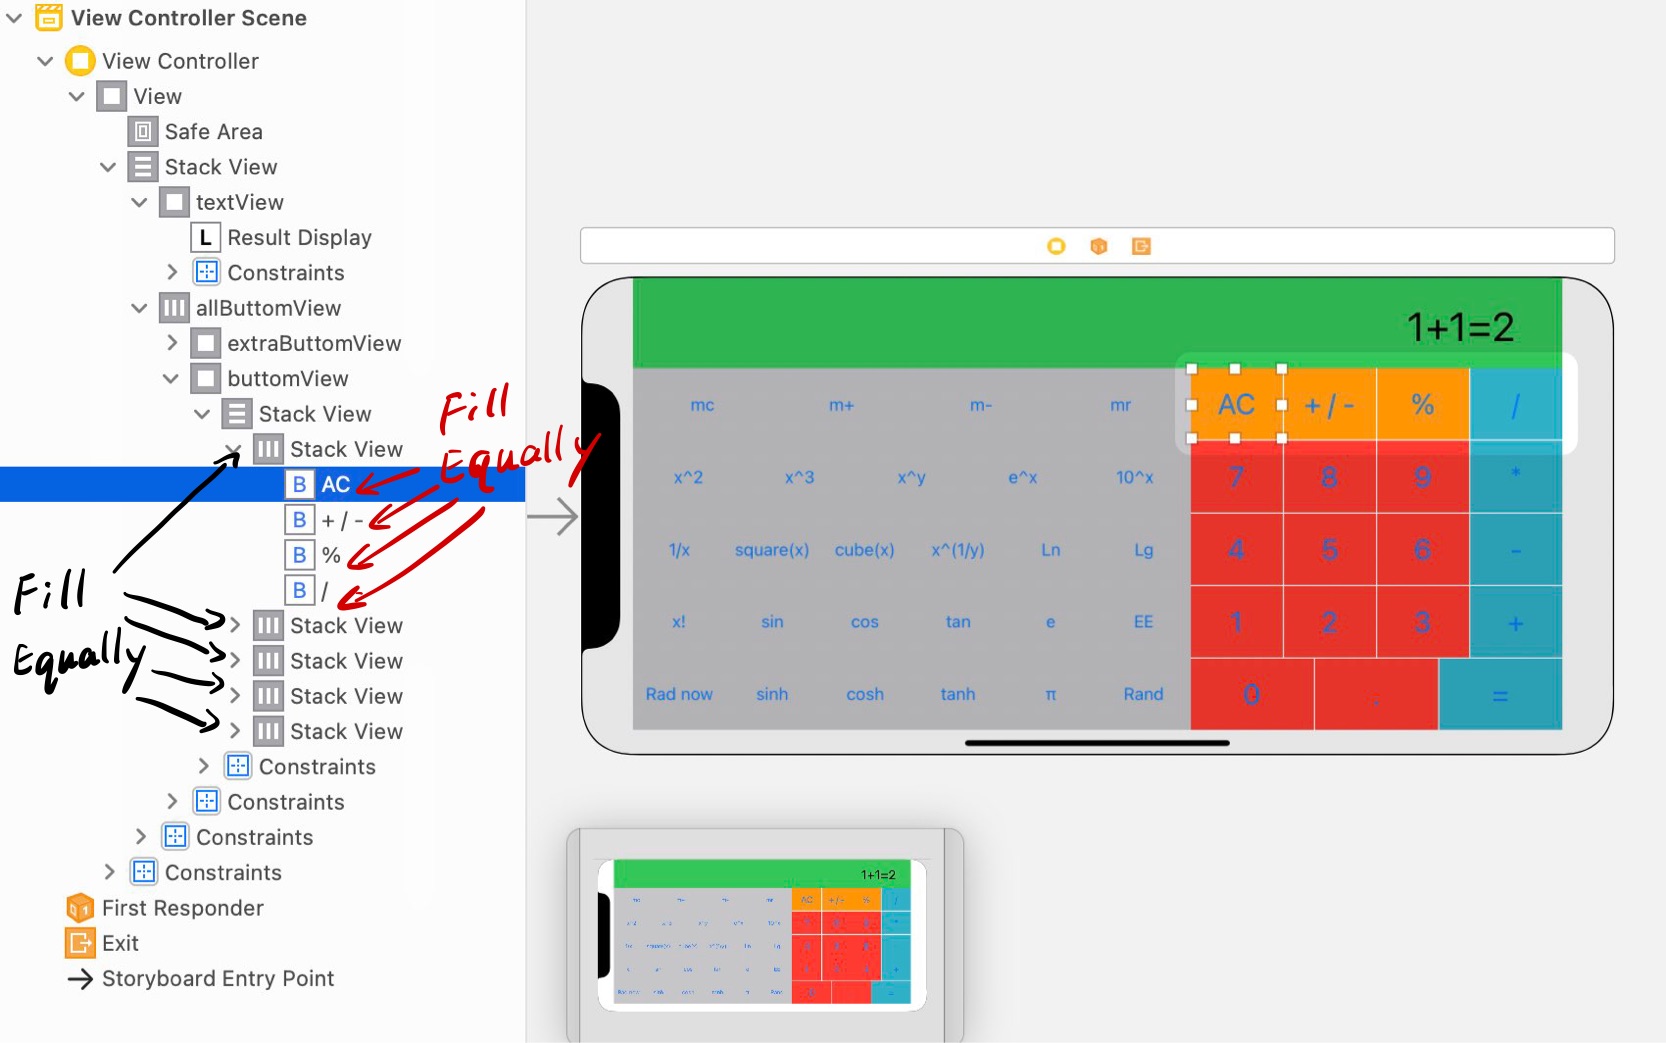 View Controller Scene
View Controller
View
Safe Area
Stack View
textView
L Result Display
Constraints
allButtomView
extraButtomView
buttomView
Stack View
Stack View
B AC
B +/-
B %
B /
Stack View
Stack View
Stack View
Stack View
Constraints
Constraints
Constraints
Constraints
First Responder
Exit
Storyboard Entry Point
Fill
Equally
Fill
Equally
1+1=2
mc m+ m- mr AC +/- % /
x^2 x^3 x^y e^x 10^x 7 8 9 *
1/x square(x) cube(x) x^(1/y) Ln Lg 4 5 6 -
x! sin cos tan e EE 1 2 3 +
Rad now sinh cosh tanh π Rand 0 . =
1+1=2